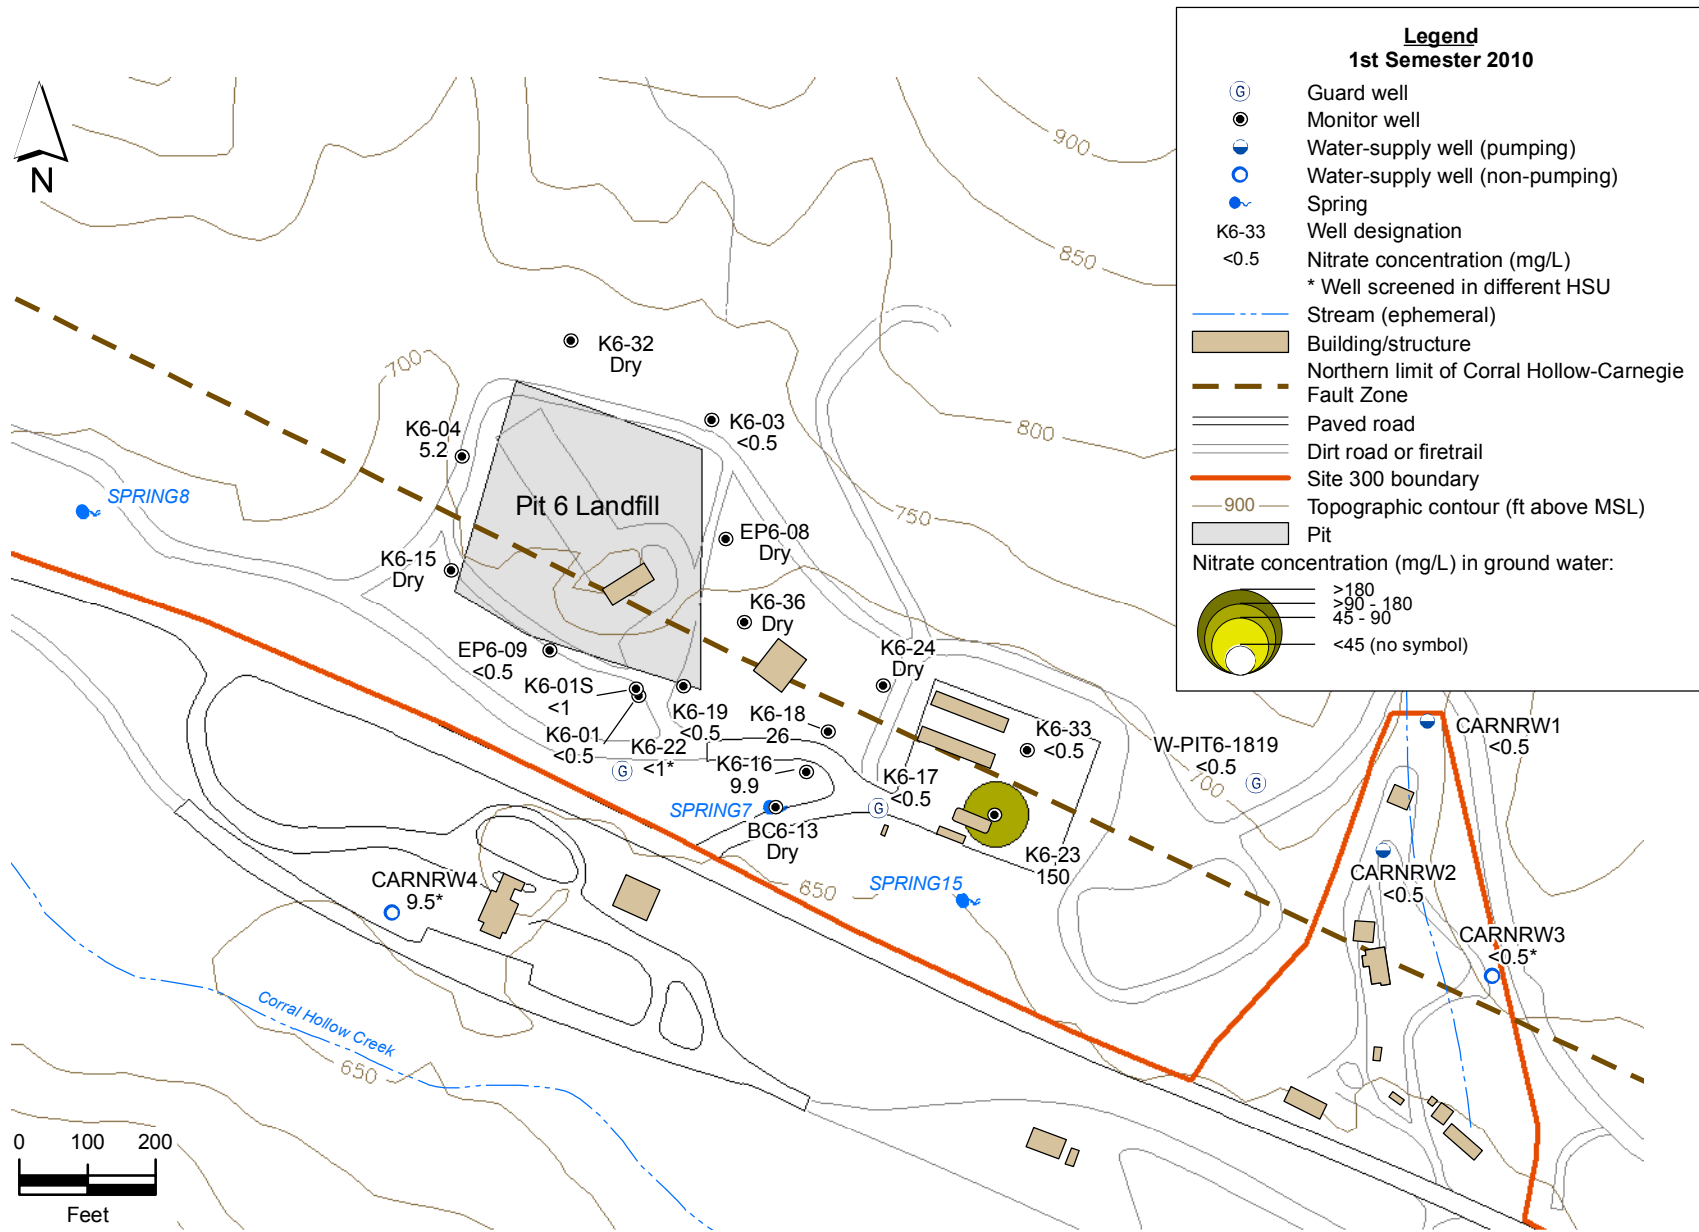 Legend
1st Semester 2010
G
Guard well
Monitor well
Water-supply well (pumping)
Water-supply well (non-pumping)
Spring
K6-33
Well designation
<0.5
Nitrate concentration (mg/L)
* Well screened in different HSU
Stream (ephemeral)
Building/structure
Northern limit of Corral Hollow-Carnegie
Fault Zone
Paved road
Dirt road or firetrail
Site 300 boundary
900
Topographic contour (ft above MSL)
Pit
Nitrate concentration (mg/L) in ground water:
>180
>90 - 180
45 - 90
<45 (no symbol)
N
900
850
800
750
700
700
K6-32
Dry
K6-03
<0.5
K6-04
5.2
SPRING8
Pit 6 Landfill
EP6-08
Dry
K6-15
Dry
K6-36
Dry
EP6-09
<0.5
K6-24
Dry
K6-01S
<1
K6-19
<0.5
K6-18
26
K6-01
<0.5
K6-22
<1*
G
K6-33
<0.5
W-PIT6-1819
<0.5
G
CARNRW1
<0.5
K6-16
9.9
K6-17
<0.5
G
SPRING7
BC6-13
Dry
K6-23
150
CARNRW2
<0.5
CARNRW4
9.5*
650
SPRING15
CARNRW3
<0.5*
Corral Hollow Creek
650
0 100 200
Feet